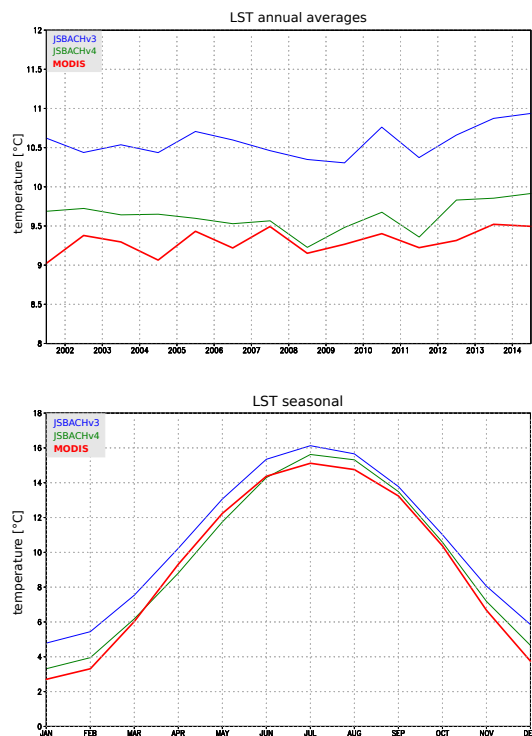 LST annual averages
12
JSBACHv3
JSBACHv4
MODIS
11.5
11
10.5
temperature [°C]
10
9.5
9
8.5
8
2002 2003 2004 2005 2006 2007 2008 2009 2010 2011 2012 2013 2014
LST seasonal
18
JSBACHv3
JSBACHv4
MODIS
16
14
12
10
temperature [°C]
8
6
4
2
0
JAN FEB MAR APR MAY JUN JUL AUG SEP OCT NOV DE